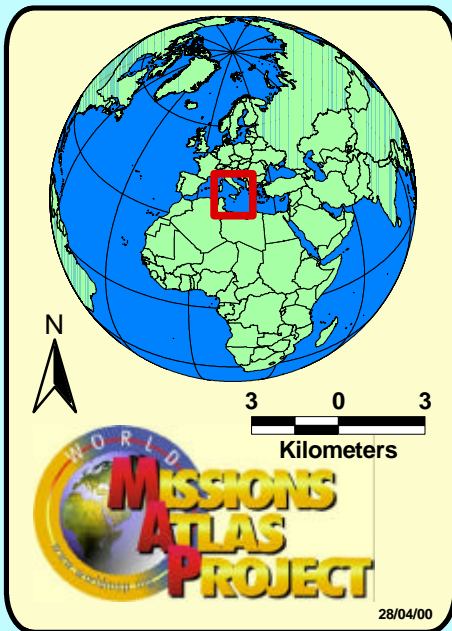 N
3 0 3
Kilometers
WORLD
MISSIONS
ATLAS
PROJECT
28/04/00